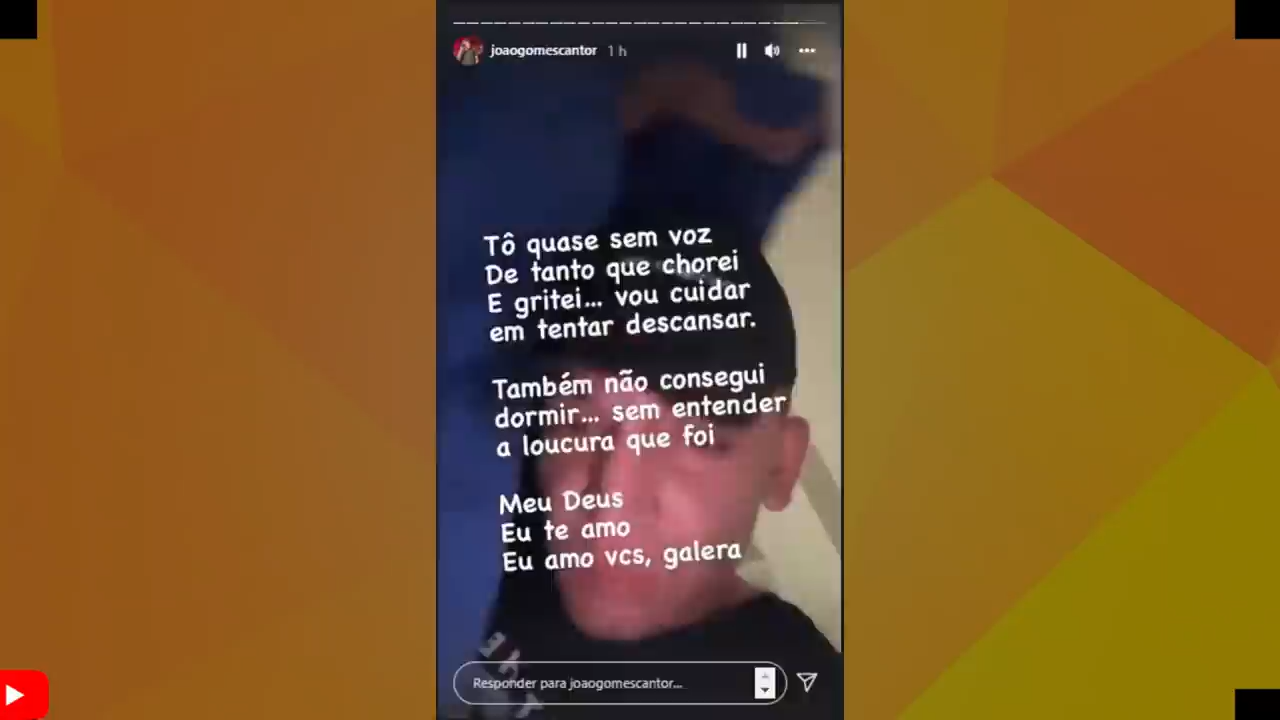 joaogomescantor 1 h
Tô quase sem voz
De tanto que chorei
E gritei... vou cuidar
em tentar descansar.
Também não consegui
dormir... sem entender
a loucura que foi
Meu Deus
Eu te amo
Eu amo vcs, galera
Responder para joaogomescantor...